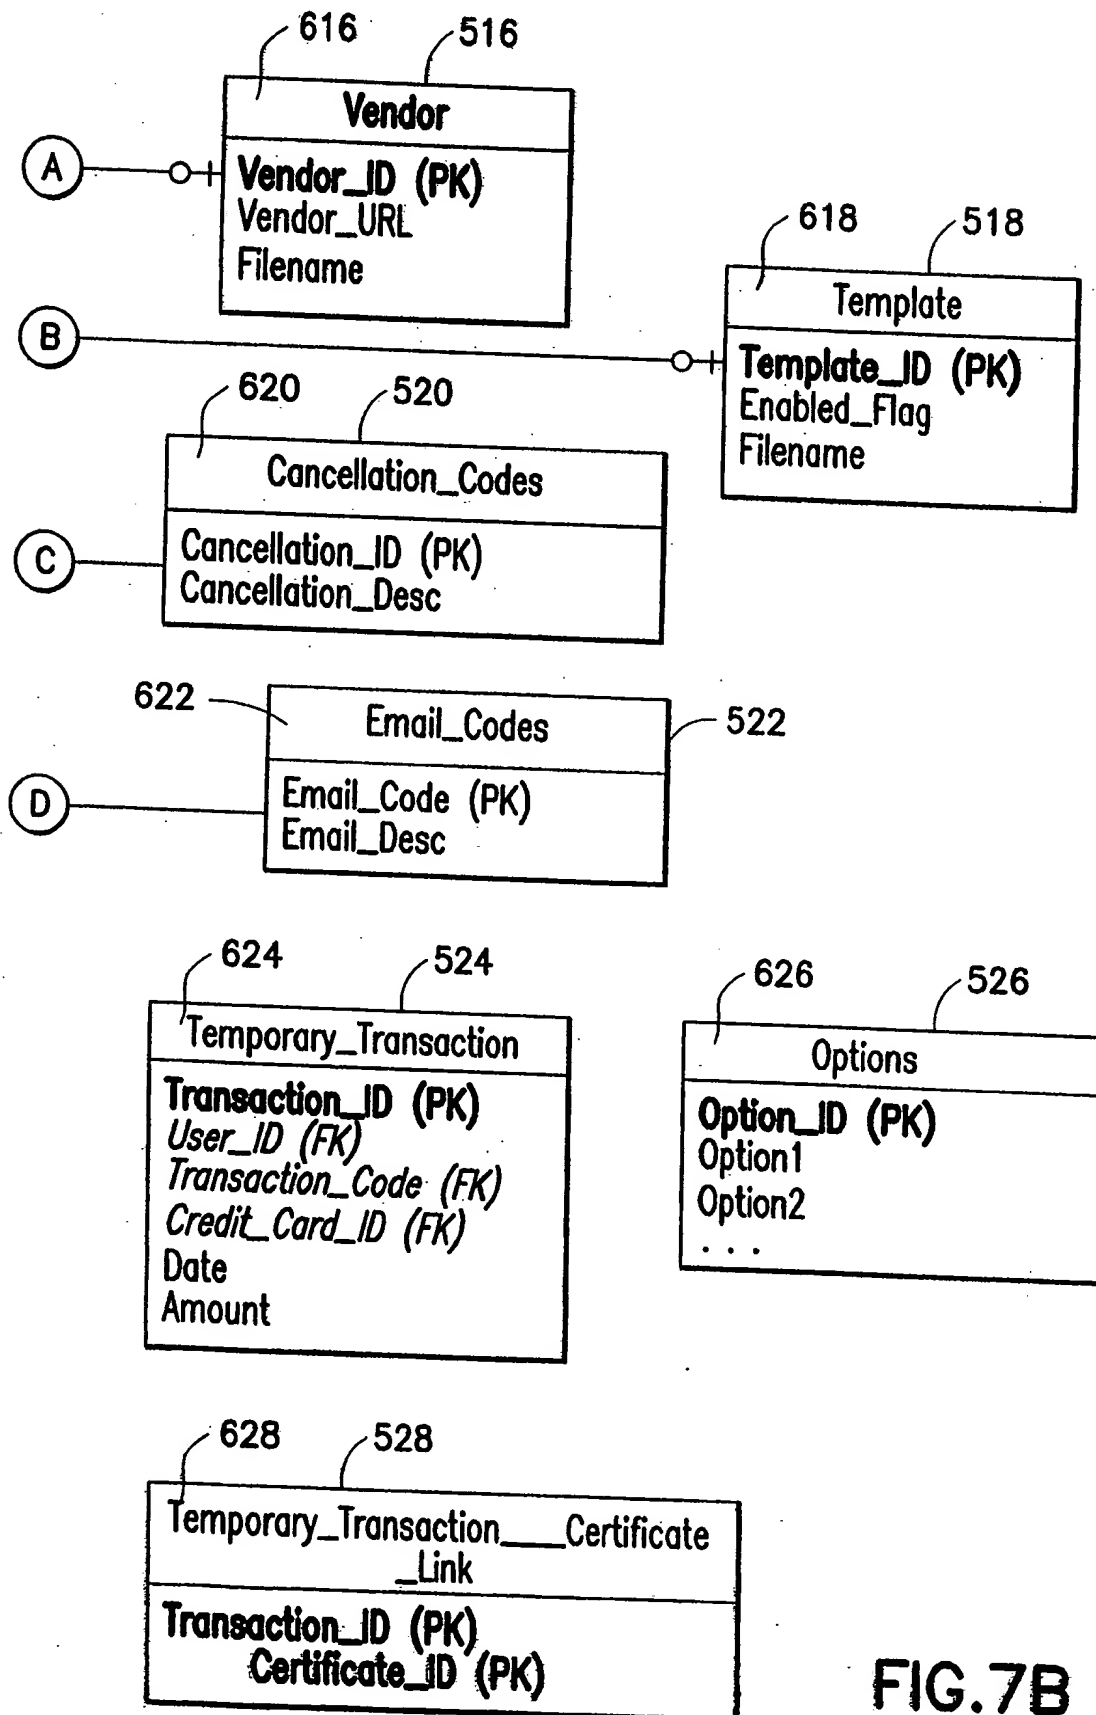 616 516
Vendor
A
Vendor_ID (PK)
Vendor_URL
Filename
618 518
Template
B
Template_ID (PK)
Enabled_Flag
Filename
620 520
Cancellation_Codes
C
Cancellation_ID (PK)
Cancellation_Desc
622
Email_Codes
522
D
Email_Code (PK)
Email_Desc
624 524
Temporary_Transaction
Transaction_ID (PK)
User_ID (FK)
Transaction_Code (FK)
Credit_Card_ID (FK)
Date
Amount
626 526
Options
Option_ID (PK)
Option1
Option2
. . .
628 528
Temporary_Transaction___Certificate
_Link
Transaction_ID (PK)
Certificate_ID (PK)
FIG.7B